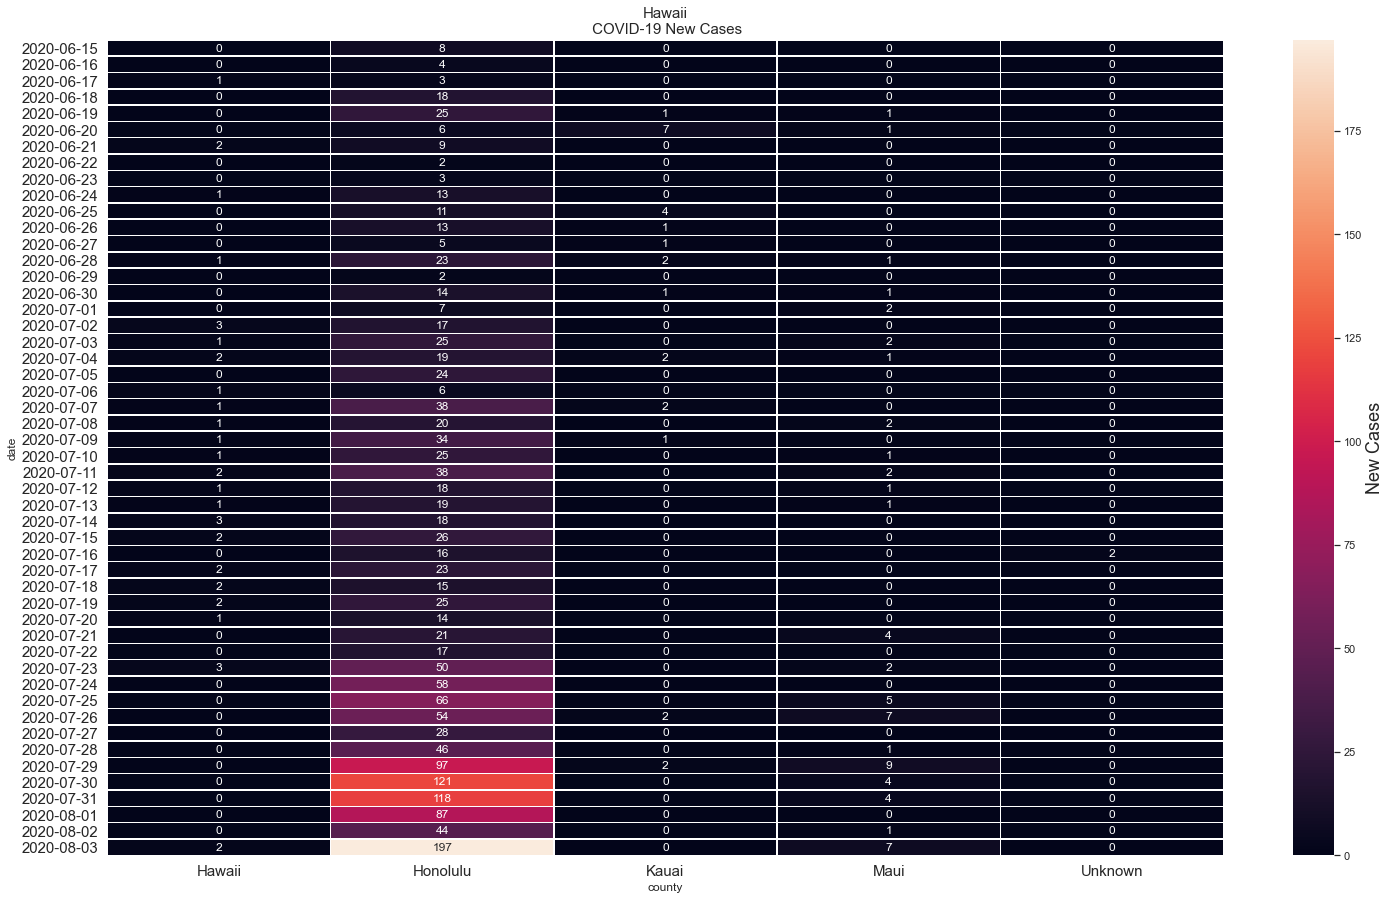 Hawaii
COVID-19 New Cases
2020-06-15 0 8 0 0 0
2020-06-16 0 4 0 0 0
2020-06-17 1 3 0 0 0
2020-06-18 0 18 0 0 0
2020-06-19 0 25 1 1 0
2020-06-20 0 6 7 1 0
2020-06-21 2 9 0 0 0
2020-06-22 0 2 0 0 0
2020-06-23 0 3 0 0 0
2020-06-24 1 13 0 0 0
2020-06-25 0 11 4 0 0
2020-06-26 0 13 1 0 0
2020-06-27 0 5 1 0 0
2020-06-28 1 23 2 1 0
2020-06-29 0 2 0 0 0
2020-06-30 0 14 1 1 0
2020-07-01 0 7 0 2 0
2020-07-02 3 17 0 0 0
2020-07-03 1 25 0 2 0
2020-07-04 2 19 2 1 0
2020-07-05 0 24 0 0 0
2020-07-06 1 6 0 0 0
2020-07-07 1 38 2 0 0
2020-07-08 1 20 0 2 0
2020-07-09 1 34 1 0 0
2020-07-10 1 25 0 1 0
2020-07-11 2 38 0 2 0
2020-07-12 1 18 0 1 0
2020-07-13 1 19 0 1 0
2020-07-14 3 18 0 0 0
2020-07-15 2 26 0 0 0
2020-07-16 0 16 0 0 2
2020-07-17 2 23 0 0 0
2020-07-18 2 15 0 0 0
2020-07-19 2 25 0 0 0
2020-07-20 1 14 0 0 0
2020-07-21 0 21 0 4 0
2020-07-22 0 17 0 0 0
2020-07-23 3 50 0 2 0
2020-07-24 0 58 0 0 0
2020-07-25 0 66 0 5 0
2020-07-26 0 54 2 7 0
2020-07-27 0 28 0 0 0
2020-07-28 0 46 0 1 0
2020-07-29 0 97 2 9 0
2020-07-30 0 121 0 4 0
2020-07-31 0 118 0 4 0
2020-08-01 0 87 0 0 0
2020-08-02 0 44 0 1 0
2020-08-03 2 197 0 7 0
Hawaii Honolulu Kauai Maui Unknown
county
date
175
150
125
100
75
50
25
0
New Cases